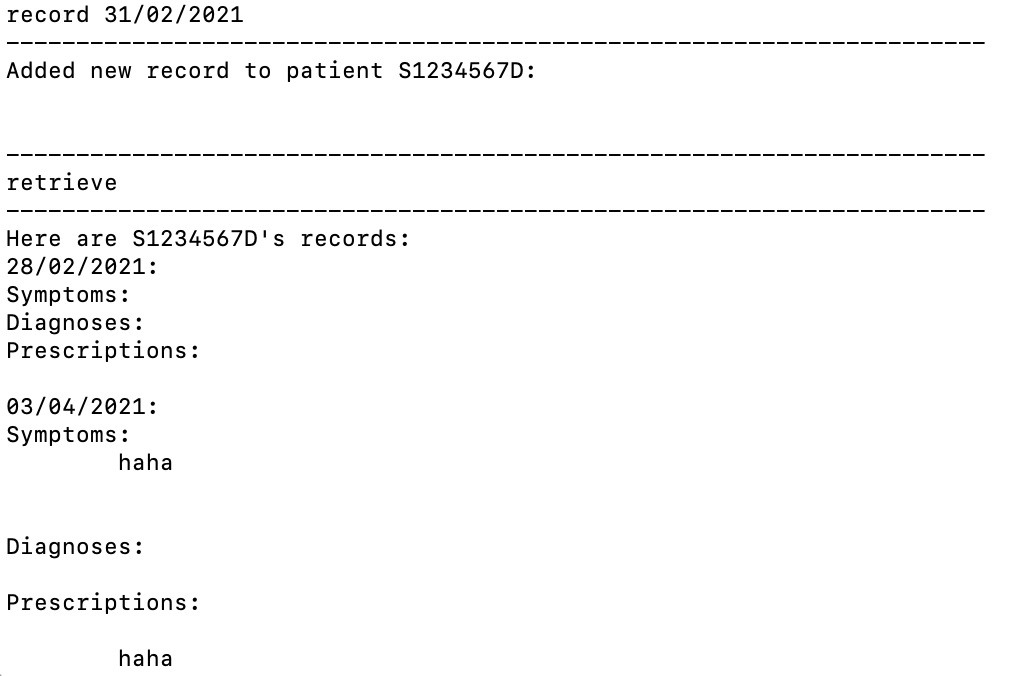 record 31/02/2021
----------------------------------------------------------------------
Added new record to patient S1234567D:
----------------------------------------------------------------------
retrieve
----------------------------------------------------------------------
Here are S1234567D's records:
28/02/2021:
Symptoms:
Diagnoses:
Prescriptions:
03/04/2021:
Symptoms:
haha
Diagnoses:
Prescriptions:
haha